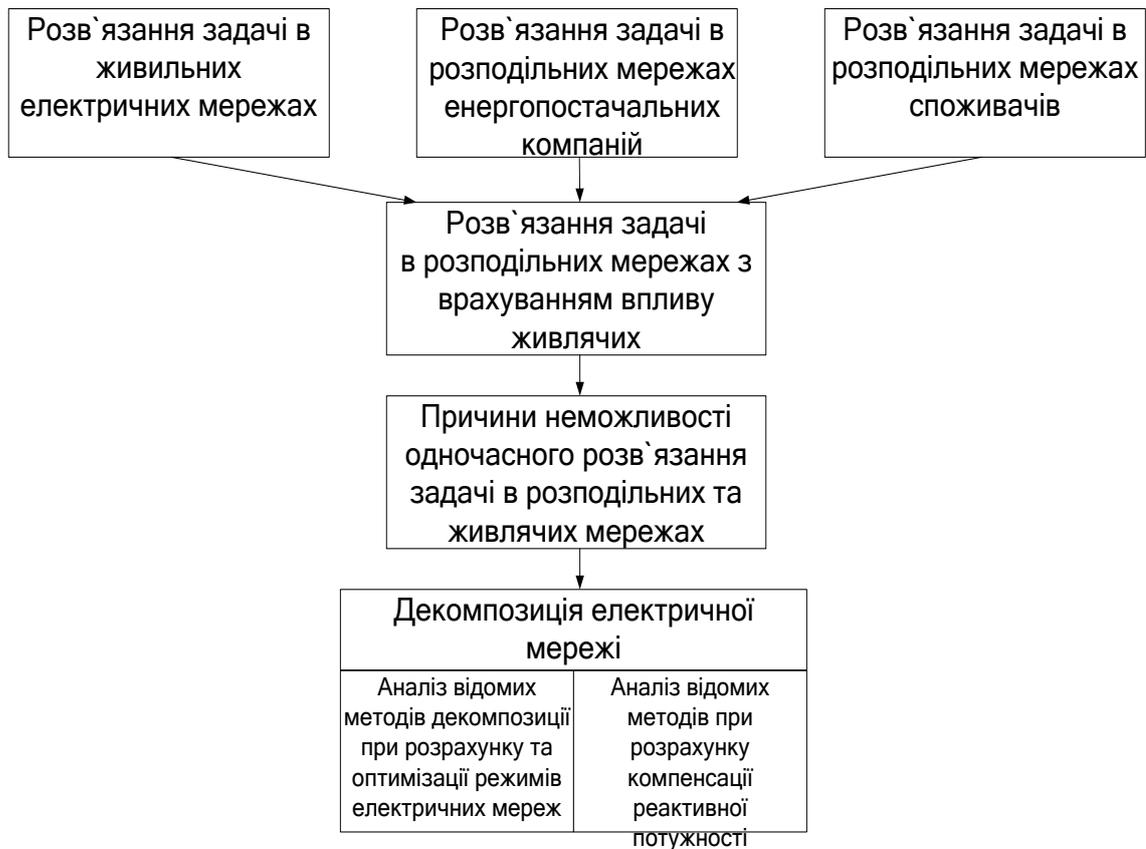 Розв`язання задачі в
живильних
електричних мережах
Розв`язання задачі в
розподільних мережах
енергопостачальних
компаній
Розв`язання задачі в
розподільних мережах
споживачів
Розв`язання задачі
в розподільних мережах з
врахуванням впливу
живлячих
Причини неможливості
одночасного розв`язання
задачі в розподільних та
живлячих мережах
Декомпозиція електричної
мережі
Аналіз відомих
методів декомпозиції
при розрахунку та
оптимізації режимів
електричних мереж
Аналіз відомих
методів при
розрахунку
компенсації
реактивної
потужності